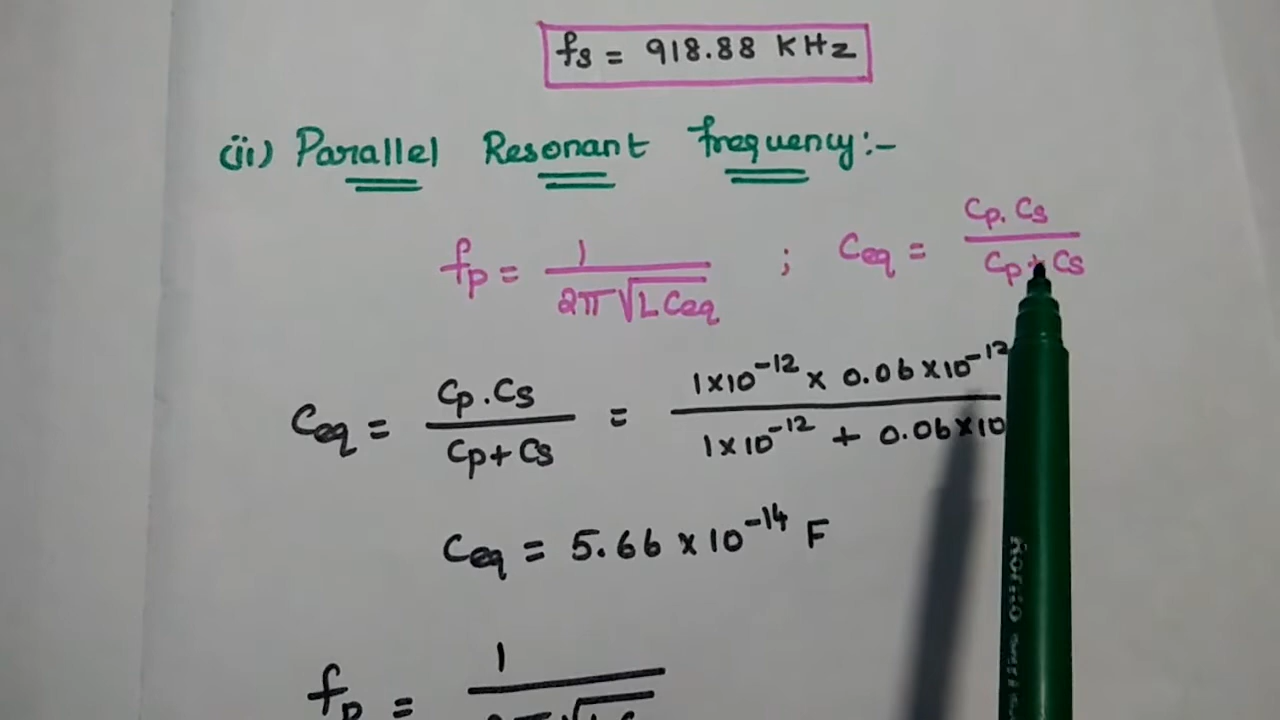 fs = 918.88 KHz
(ii) Parallel Resonant frequency:-
fp = 1 / 2π√LCeq ; Ceq = Cp.Cs / Cp+Cs
Ceq = Cp.Cs / Cp+Cs = 1×10⁻¹² × 0.06×10⁻¹² / 1×10⁻¹² + 0.06×10
Ceq = 5.66 ×10⁻¹⁴ F
fp = 1